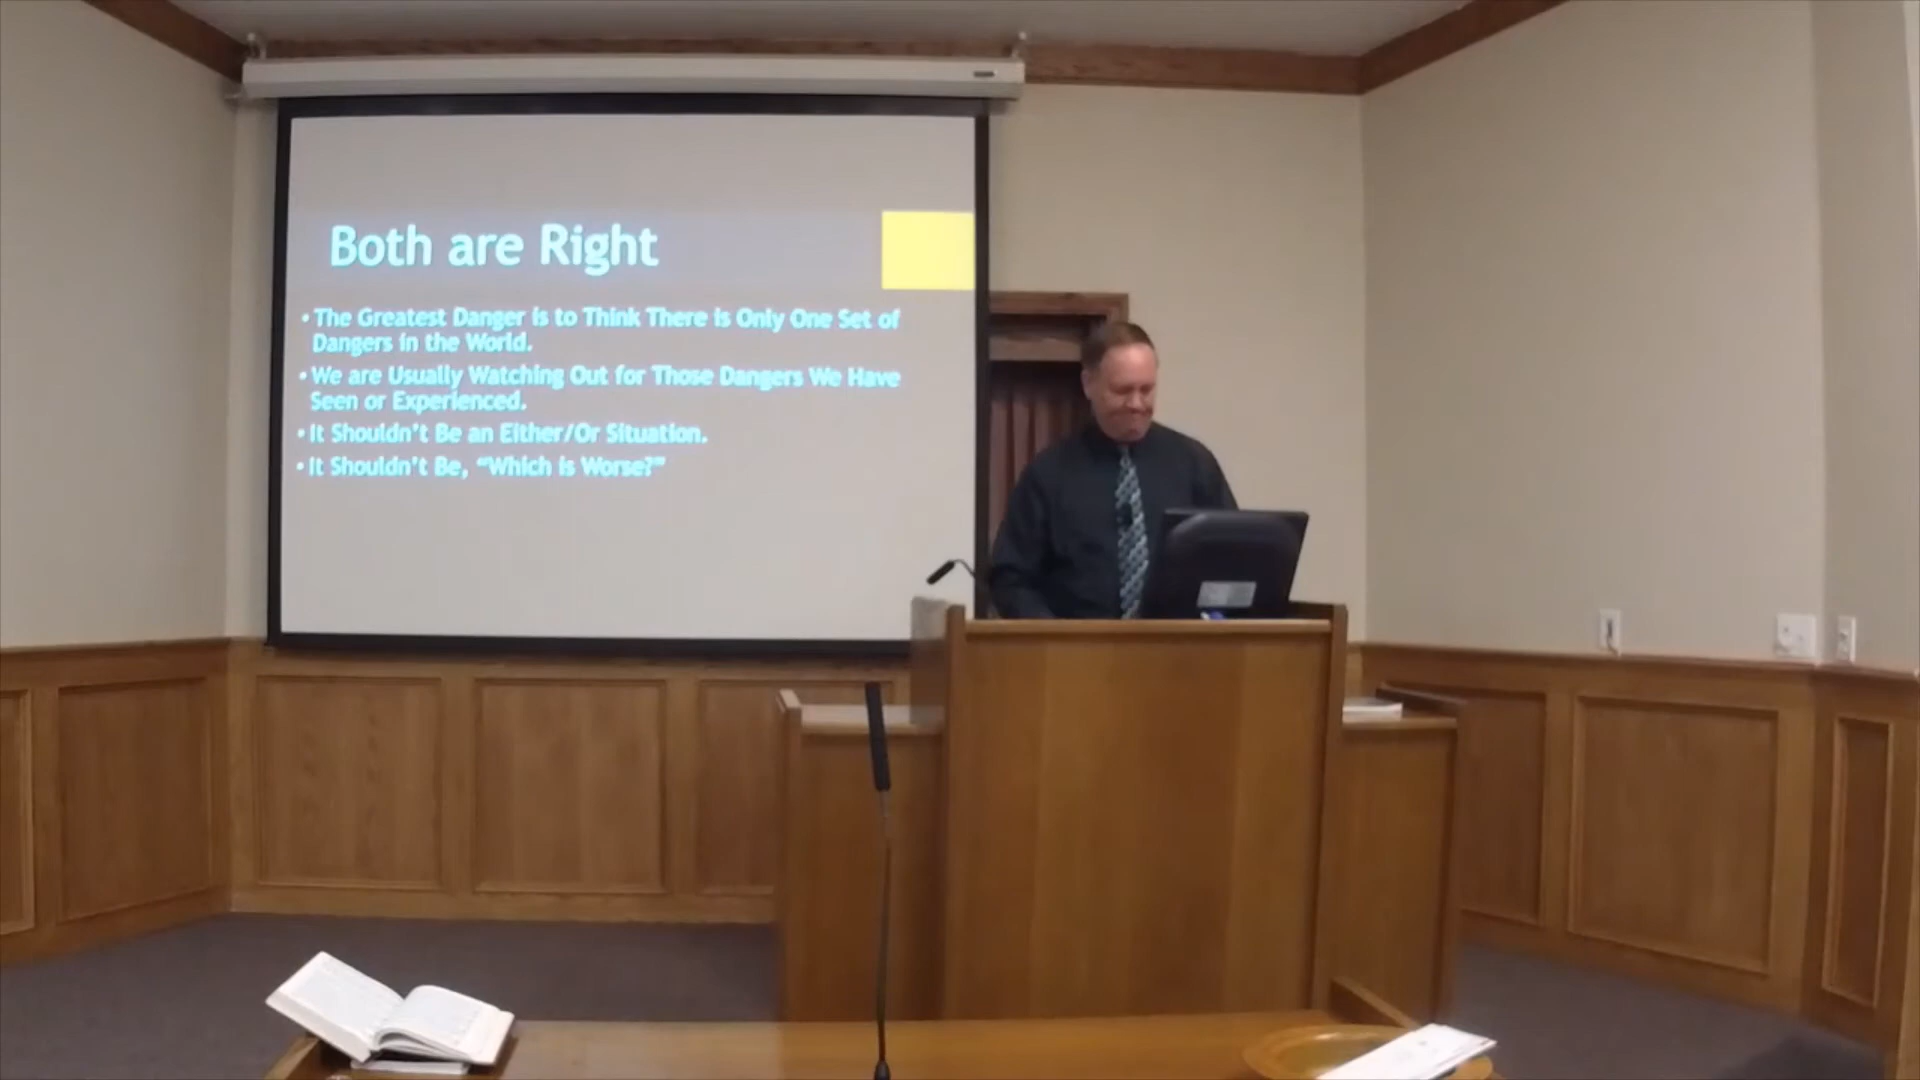 Both are Right
• The Greatest Danger is to Think There is Only One Set of
Dangers in the World.
• We are Usually Watching Out for Those Dangers We Have
Seen or Experienced.
• It Shouldn't Be an Either/Or Situation.
• It Shouldn't Be, “Which is Worse?”